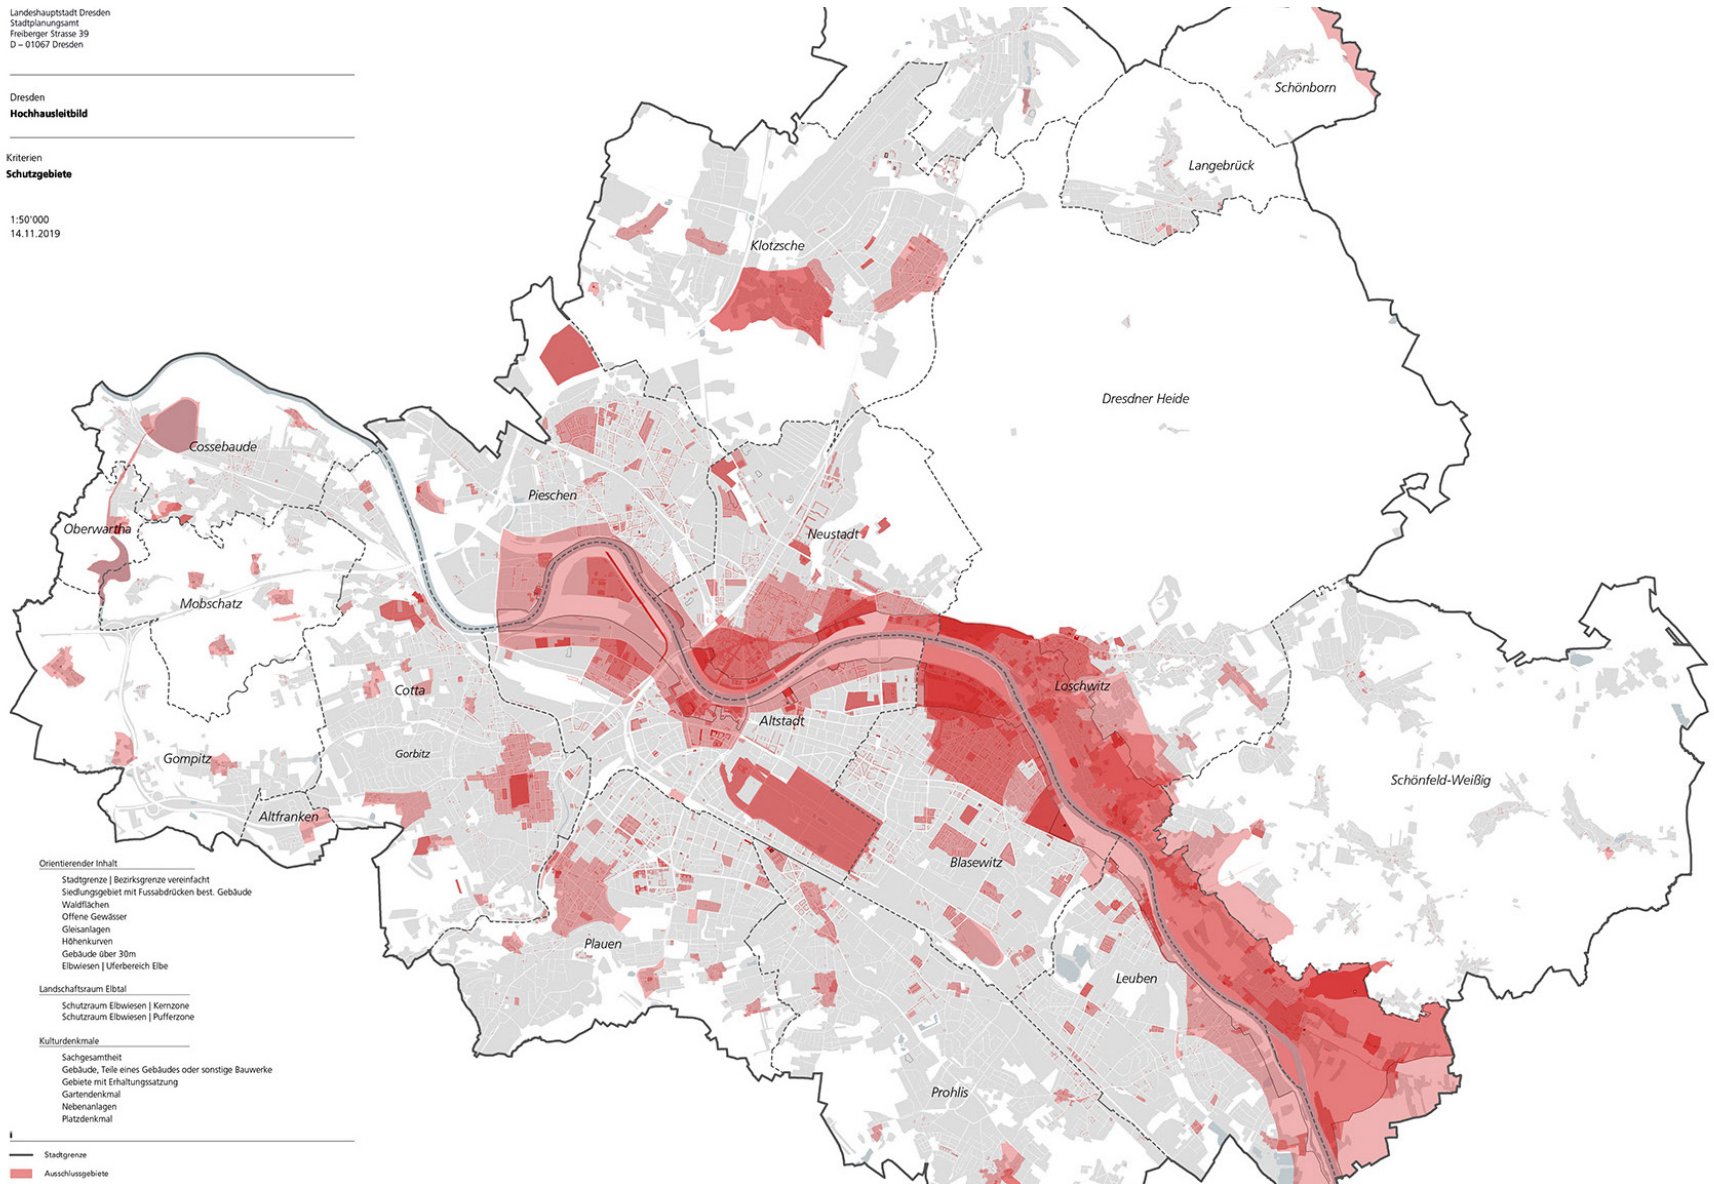 Landeshauptstadt Dresden
Stadtplanungsamt
Freiberger Strasse 39
D – 01067 Dresden
Dresden
Hochhausleitbild
Kriterien
Schutzgebiete
1:50'000
14.11.2019
Schönborn
Langebrück
Klotzsche
Dresdner Heide
Cossebaude
Pieschen
Oberwartha
Neustadt
Mobschatz
Cotta
Loschwitz
Altstadt
Gorbitz
Gompitz
Schönfeld-Weißig
Altfranken
Blasewitz
Plauen
Leuben
Prohlis
Orientierender Inhalt
Stadtgrenze | Bezirksgrenze vereinfacht
Siedlungsgebiet mit Fussabdrücken best. Gebäude
Waldflächen
Offene Gewässer
Gleisanlagen
Höhenkurven
Gebäude über 30m
Elbwiesen | Uferbereich Elbe
Landschaftsraum Elbtal
Schutzraum Elbwiesen | Kernzone
Schutzraum Elbwiesen | Pufferzone
Kulturdenkmale
Sachgesamtheit
Gebäude, Teile eines Gebäudes oder sonstige Bauwerke
Gebiete mit Erhaltungssatzung
Gartendenkmal
Nebenanlagen
Platzdenkmal
Stadtgrenze
Ausschlussgebiete